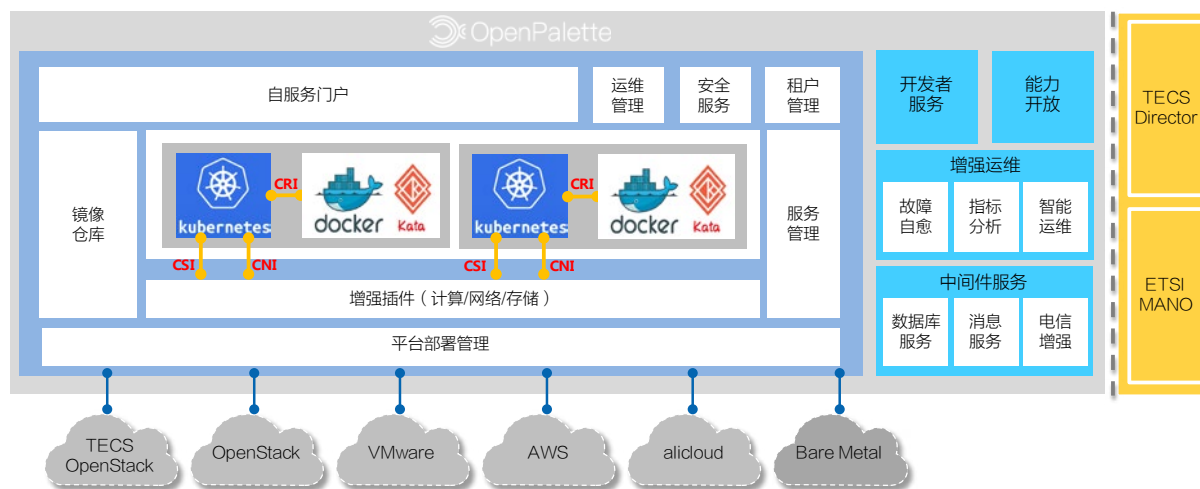 OpenPalette
自服务门户
运维
管理
安全
服务
租户
管理
镜像
仓库
kubernetes
CRI
docker
Kata
kubernetes
CRI
docker
Kata
服务
管理
CSI
CNI
CSI
CNI
增强插件（计算/网络/存储）
平台部署管理
开发者
服务
能力
开放
增强运维
故障
自愈
指标
分析
智能
运维
中间件服务
数据库
服务
消息
服务
电信
增强
TECS
Director
ETSI
MANO
TECS
OpenStack
OpenStack
VMware
AWS
alicloud
Bare Metal